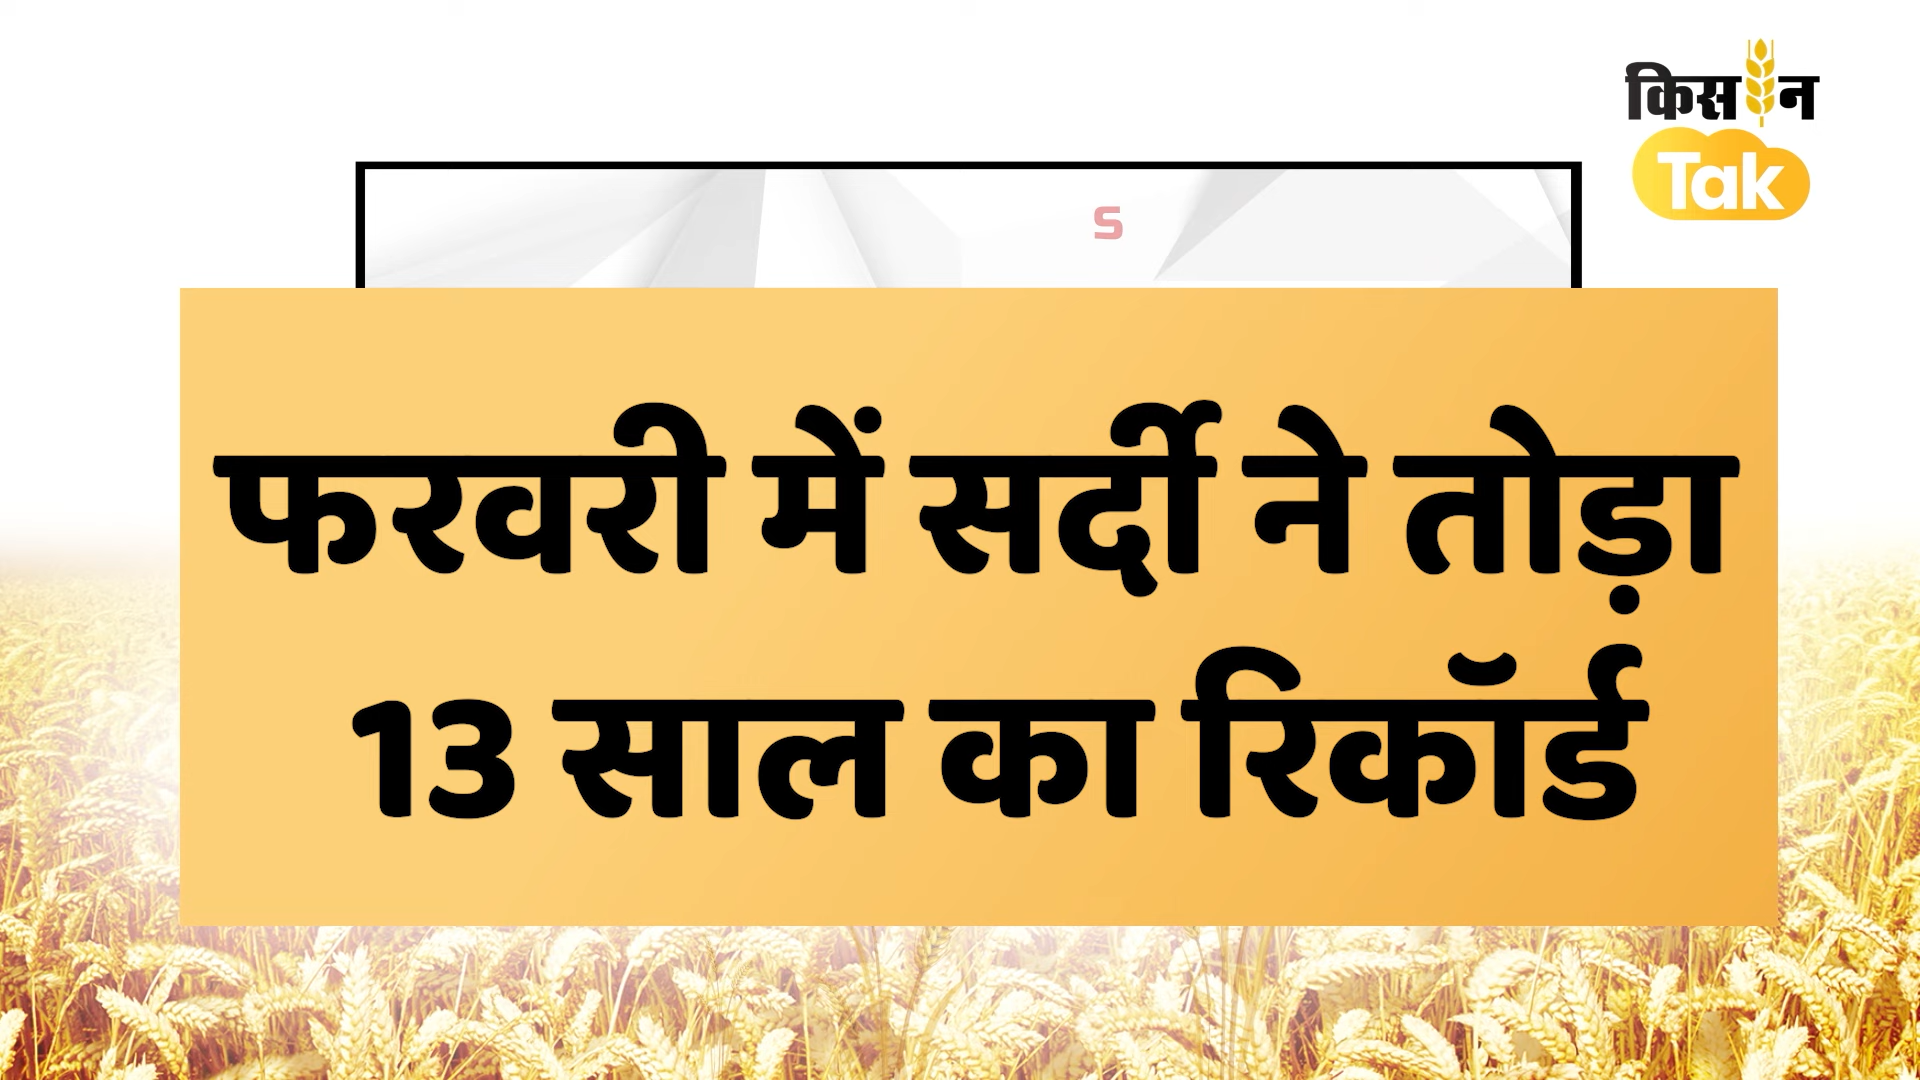 किसान
Tak
S
फरवरी में सर्दी ने तोड़ा
13 साल का रिकॉर्ड